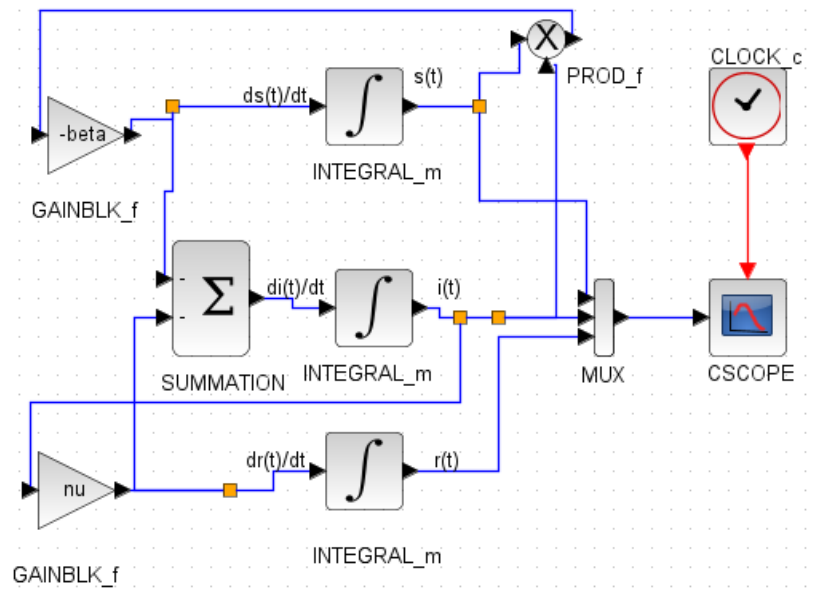 CLOCK_c
X
PROD_f
s(t)
ds(t)/dt
∫
INTEGRAL_m
-beta
GAINBLK_f
-
-
Σ
SUMMATION
di(t)/dt
∫
INTEGRAL_m
i(t)
MUX
CSCOPE
dr(t)/dt
∫
r(t)
INTEGRAL_m
nu
GAINBLK_f